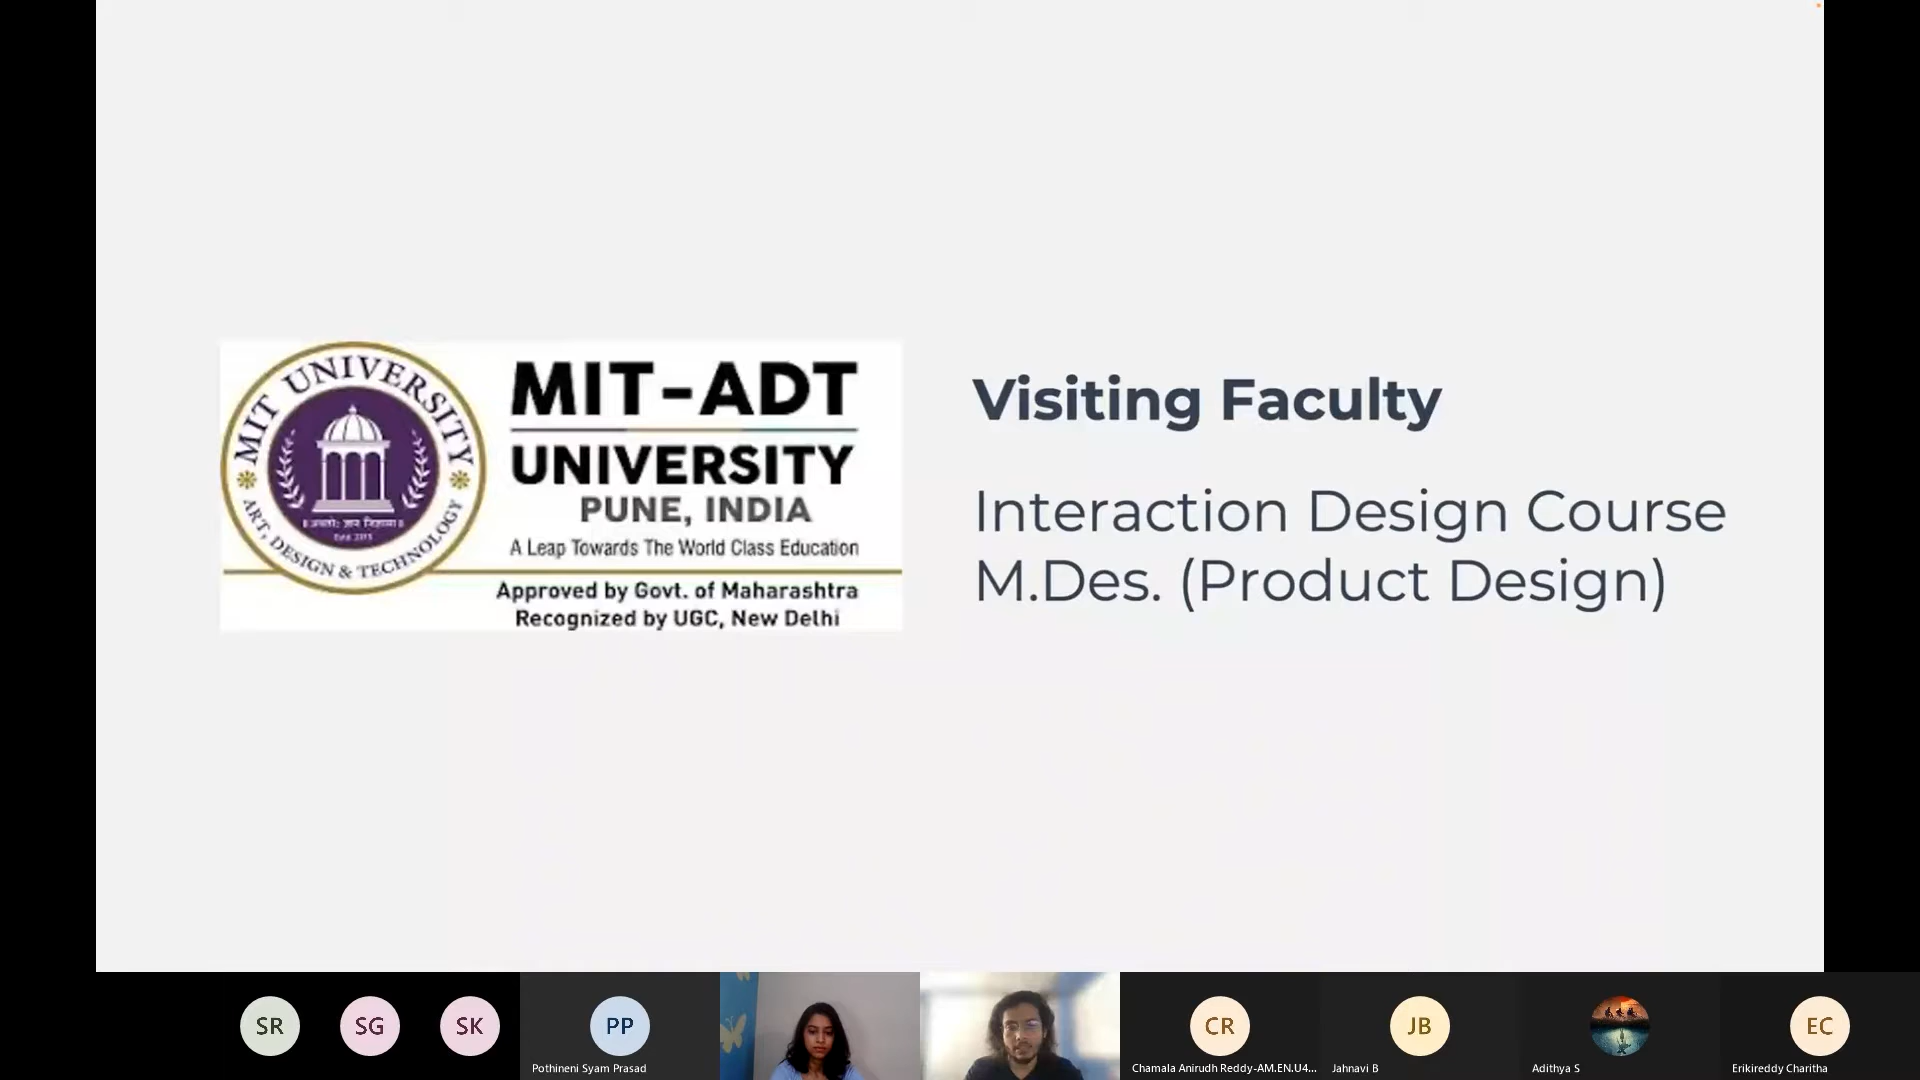 MIT UNIVERSITY
ART, DESIGN & TECHNOLOGY
MIT-ADT
UNIVERSITY
PUNE, INDIA
A Leap Towards The World Class Education
Approved by Govt. of Maharashtra
Recognized by UGC, New Delhi
Visiting Faculty
Interaction Design Course
M.Des. (Product Design)
SR
SG
SK
PP
CR
JB
EC
Pothineni Syam Prasad
Chamala Anirudh Reddy-AM.EN.U4...
Jahnavi B
Adithya S
Erikireddy Charitha